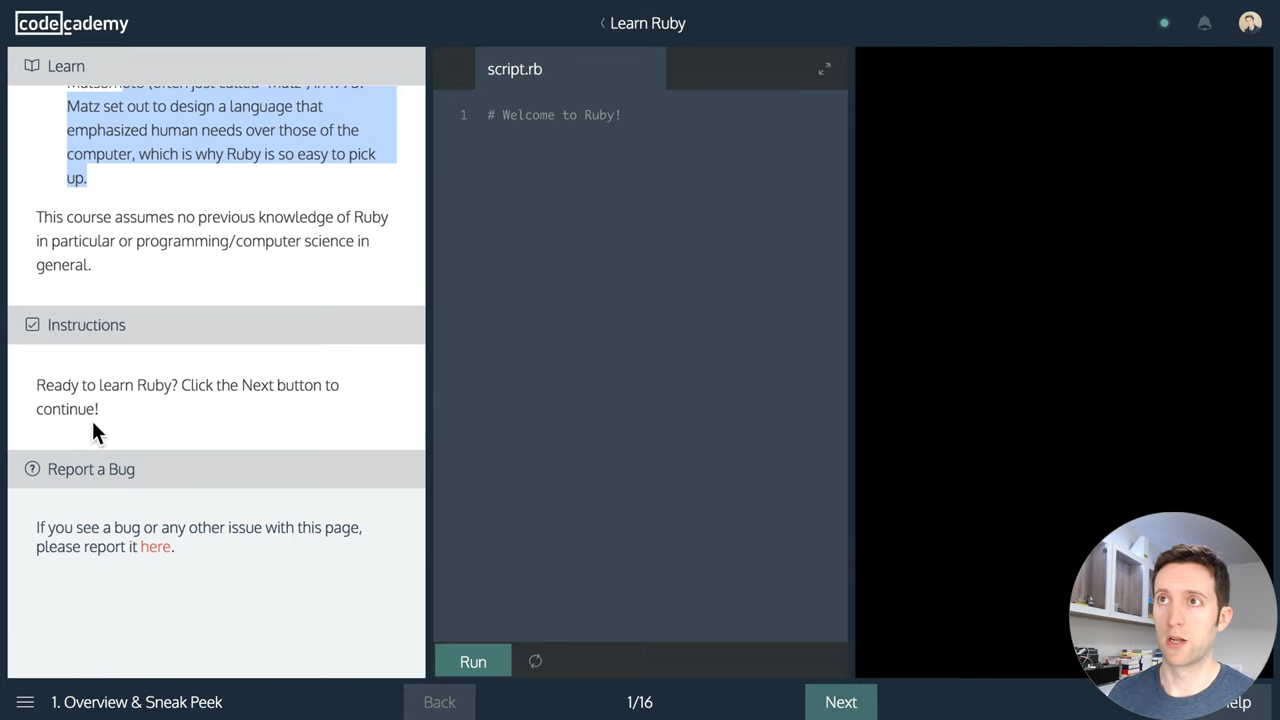 codecademy
Learn Ruby
Learn
Matz set out to design a language that
emphasized human needs over those of the
computer, which is why Ruby is so easy to pick
up.
This course assumes no previous knowledge of Ruby
in particular or programming/computer science in
general.
Instructions
Ready to learn Ruby? Click the Next button to
continue!
Report a Bug
If you see a bug or any other issue with this page,
please report it here.
script.rb
1 # Welcome to Ruby!
Run
1. Overview & Sneak Peek
Back
1/16
Next